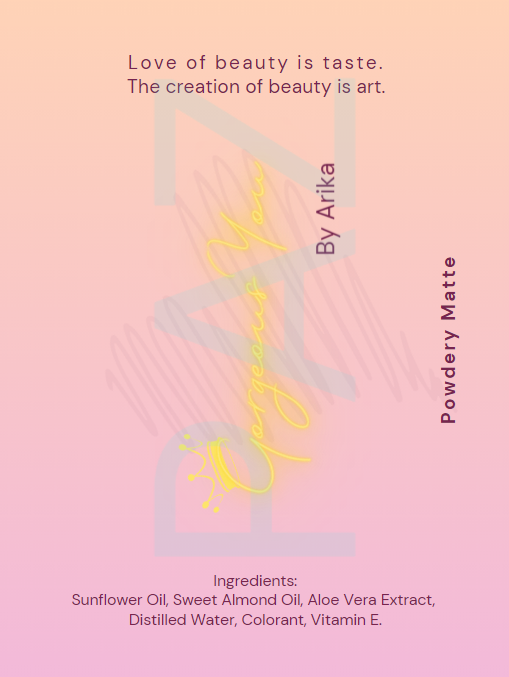 Love of beauty is taste.
The creation of beauty is art.
PAZ
Gorgeous You
By Arika
Powdery Matte
Ingredients:
Sunflower Oil, Sweet Almond Oil, Aloe Vera Extract,
Distilled Water, Colorant, Vitamin E.